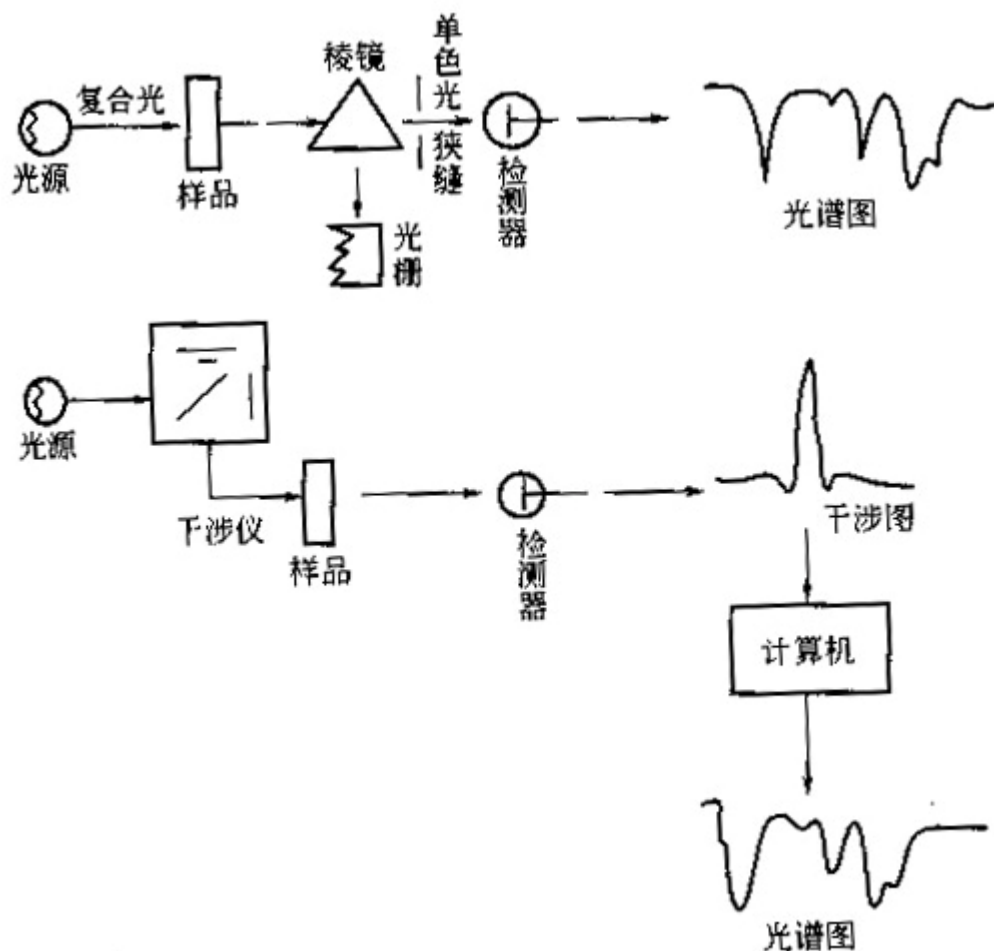 复合光
光源
样品
棱镜
单色光
狭缝
光栅
检测器
光谱图
光源
干涉仪
样品
检测器
干涉图
计算机
光谱图